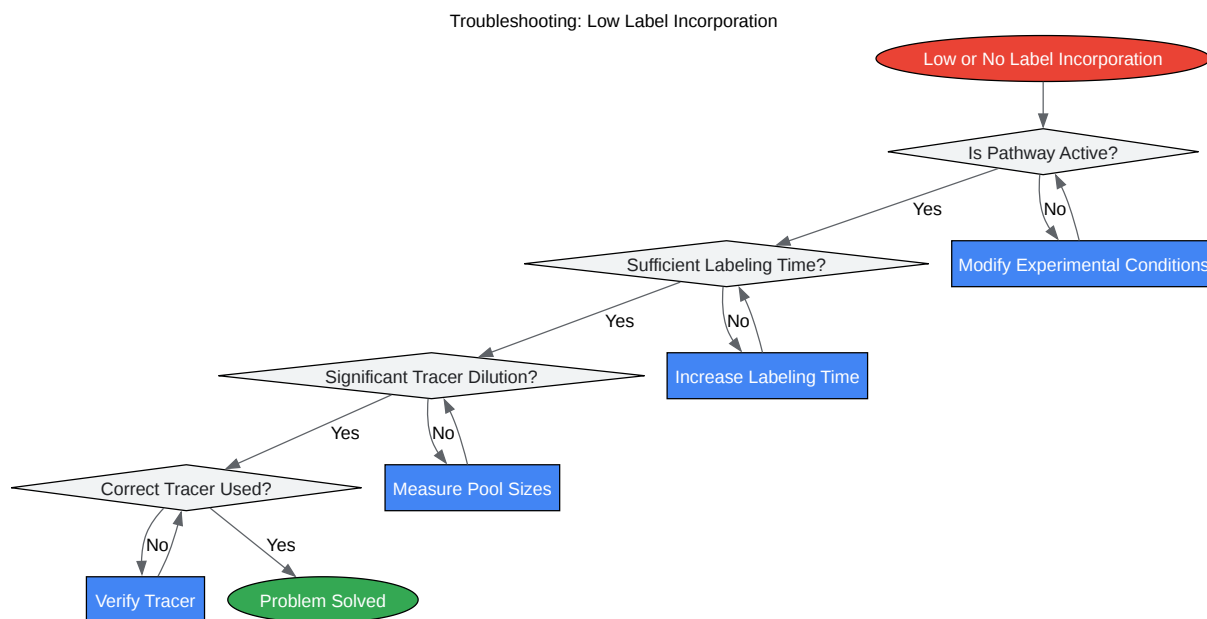 Troubleshooting: Low Label Incorporation
Low or No Label Incorporation
Is Pathway Active?
Yes
No
Sufficient Labeling Time?
Modify Experimental Conditions
Yes
No
Significant Tracer Dilution?
Increase Labeling Time
Yes
No
Correct Tracer Used?
Measure Pool Sizes
No
Yes
Verify Tracer
Problem Solved